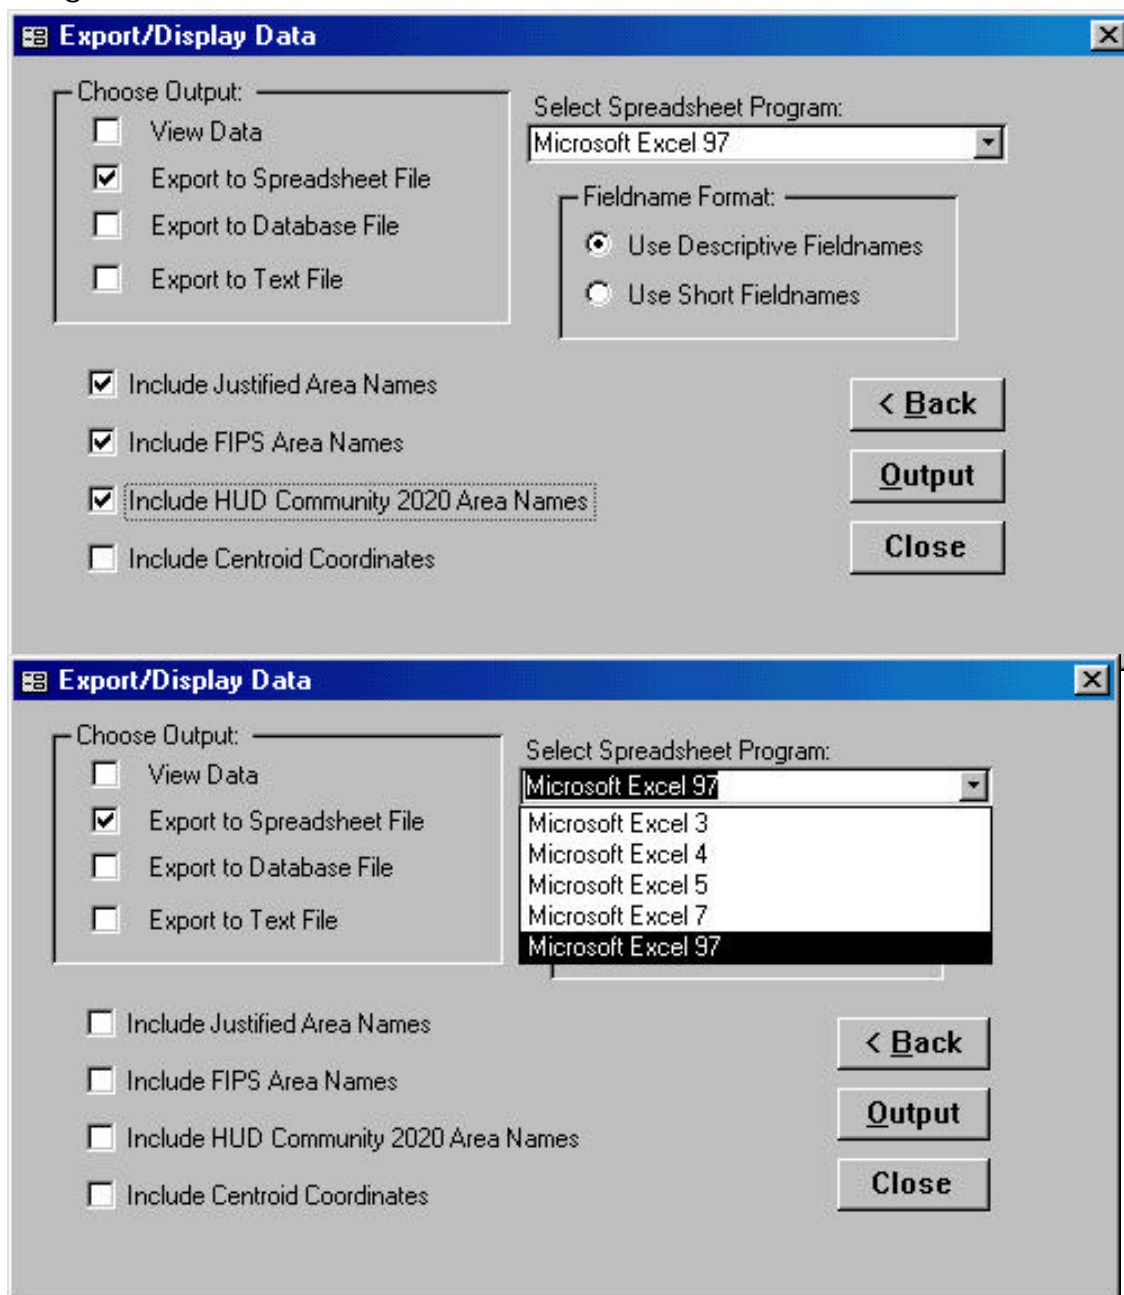 Export/Display Data
Choose Output:
View Data
Export to Spreadsheet File
Export to Database File
Export to Text File
Select Spreadsheet Program:
Microsoft Excel 97
Fieldname Format:
Use Descriptive Fieldnames
Use Short Fieldnames
Include Justified Area Names
Include FIPS Area Names
Include HUD Community 2020 Area Names
Include Centroid Coordinates
< Back
Output
Close
Export/Display Data
Choose Output:
View Data
Export to Spreadsheet File
Export to Database File
Export to Text File
Select Spreadsheet Program:
Microsoft Excel 97
Microsoft Excel 3
Microsoft Excel 4
Microsoft Excel 5
Microsoft Excel 7
Microsoft Excel 97
Include Justified Area Names
Include FIPS Area Names
Include HUD Community 2020 Area Names
Include Centroid Coordinates
< Back
Output
Close